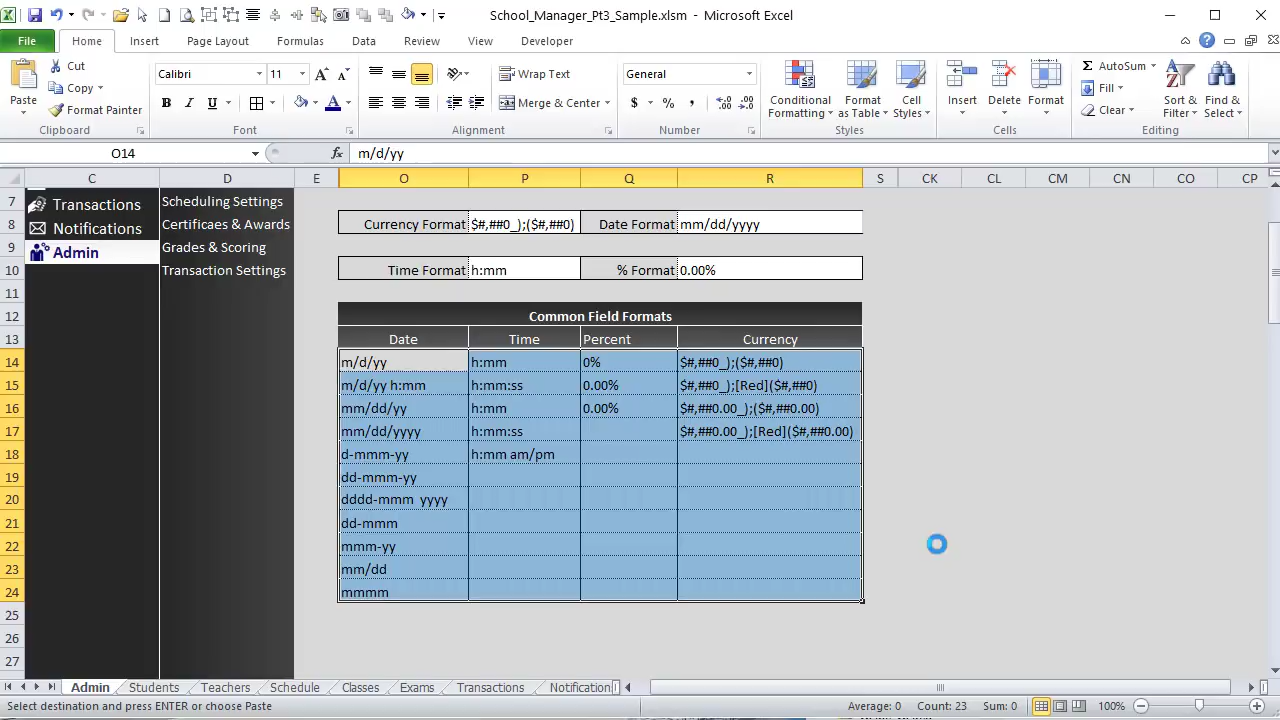 School_Manager_Pt3_Sample.xlsm - Microsoft Excel
File Home Insert Page Layout Formulas Data Review View Developer
Cut
Copy
Format Painter
Paste
Clipboard
Calibri 11
B I U
Font
Wrap Text
Merge & Center
Alignment
General
$ % ,
Number
Conditional Formatting
Format as Table
Cell Styles
Styles
Insert Delete Format
Cells
AutoSum
Fill
Clear
Sort & Filter
Find & Select
Editing
O14 fx m/d/yy
C D E O P Q R S CK CL CM CN CO CP
7 Transactions Scheduling Settings
8 Notifications Certificaes & Awards Currency Format $#,##0_);($#,##0) Date Format mm/dd/yyyy
9 Admin Grades & Scoring
10 Transaction Settings Time Format h:mm % Format 0.00%
11
12 Common Field Formats
13 Date Time Percent Currency
14 m/d/yy h:mm 0% $#,##0_);($#,##0)
15 m/d/yy h:mm h:mm:ss 0.00% $#,##0_);[Red]($#,##0)
16 mm/dd/yy h:mm 0.00% $#,##0.00_);($#,##0.00)
17 mm/dd/yyyy h:mm:ss $#,##0.00_);[Red]($#,##0.00)
18 d-mmm-yy h:mm am/pm
19 dd-mmm-yy
20 dddd-mmm yyyy
21 dd-mmm
22 mmm-yy
23 mm/dd
24 mmmm
25
26
27
Admin Students Teachers Schedule Classes Exams Transactions Notification
Select destination and press ENTER or choose Paste Average: 0 Count: 23 Sum: 0 100%